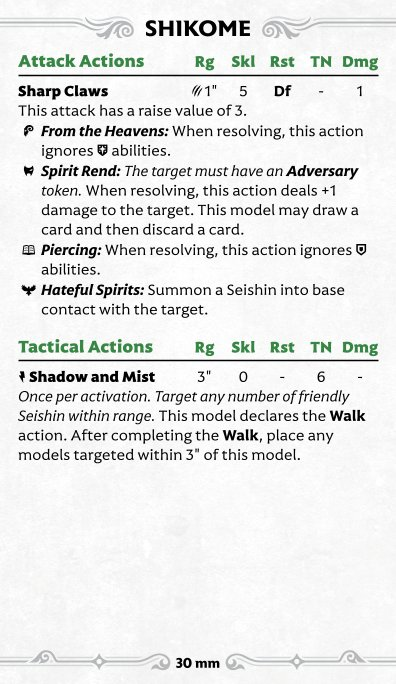 SHIKOME
Attack Actions Rg Skl Rst TN Dmg
Sharp Claws 1" 5 Df - 1
This attack has a raise value of 3.
From the Heavens: When resolving, this action
ignores abilities.
Spirit Rend: The target must have an Adversary
token. When resolving, this action deals +1
damage to the target. This model may draw a
card and then discard a card.
Piercing: When resolving, this action ignores
abilities.
Hateful Spirits: Summon a Seishin into base
contact with the target.
Tactical Actions Rg Skl Rst TN Dmg
Shadow and Mist 3" 0 - 6 -
Once per activation. Target any number of friendly
Seishin within range. This model declares the Walk
action. After completing the Walk, place any
models targeted within 3" of this model.
30 mm